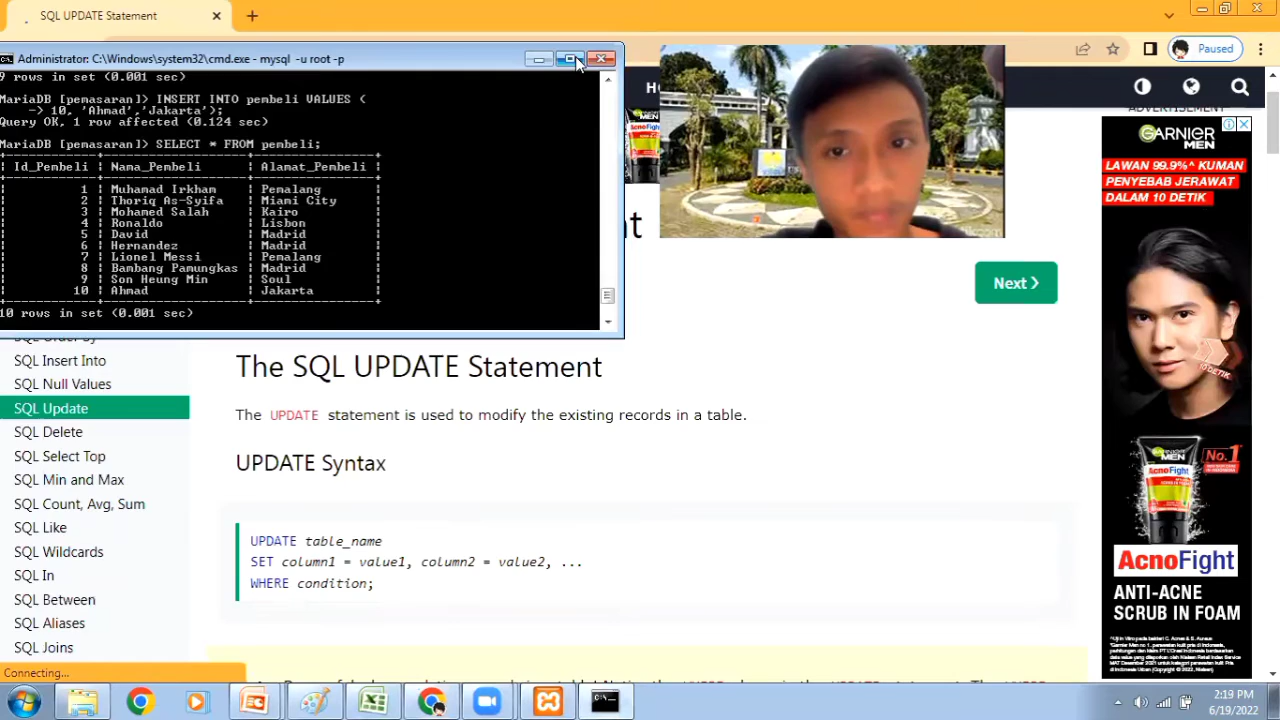 SQL UPDATE Statement
Paused
Administrator: C:\Windows\system32\cmd.exe - mysql -u root -p
9 rows in set (0.001 sec)
MariaDB [pemasaran]> INSERT INTO pembeli VALUES (
-> 10, 'Ahmad','Jakarta');
Query OK, 1 row affected (0.124 sec)
MariaDB [pemasaran]> SELECT * FROM pembeli;
Id_Pembeli | Nama_Pembeli | Alamat_Pembeli
1 | Muhamad Irkham | Pemalang
2 | Thoriq As-Syifa | Miami City
3 | Mohamed Salah | Kairo
4 | Ronaldo | Lisbon
5 | David | Madrid
6 | Hernandez | Madrid
7 | Lionel Messi | Pemalang
8 | Bambang Pamungkas | Madrid
9 | Son Heung Min | Soul
10 | Ahmad | Jakarta
10 rows in set (0.001 sec)
Next ❯
SQL Insert Into
SQL Null Values
SQL Update
SQL Delete
SQL Select Top
SQL Min and Max
SQL Count, Avg, Sum
SQL Like
SQL Wildcards
SQL In
SQL Between
SQL Aliases
SQL Joins
Connecting...
The SQL UPDATE Statement
The UPDATE statement is used to modify the existing records in a table.
UPDATE Syntax
UPDATE table_name
SET column1 = value1, column2 = value2, ...
WHERE condition;
ADVERTISEMENT
GARNIER
MEN
LAWAN 99.9%^ KUMAN
PENYEBAB JERAWAT
DALAM 10 DETIK
10 DETIK
No.1
AcnoFight
ANTI-ACNE
SCRUB IN FOAM
2:19 PM
6/19/2022